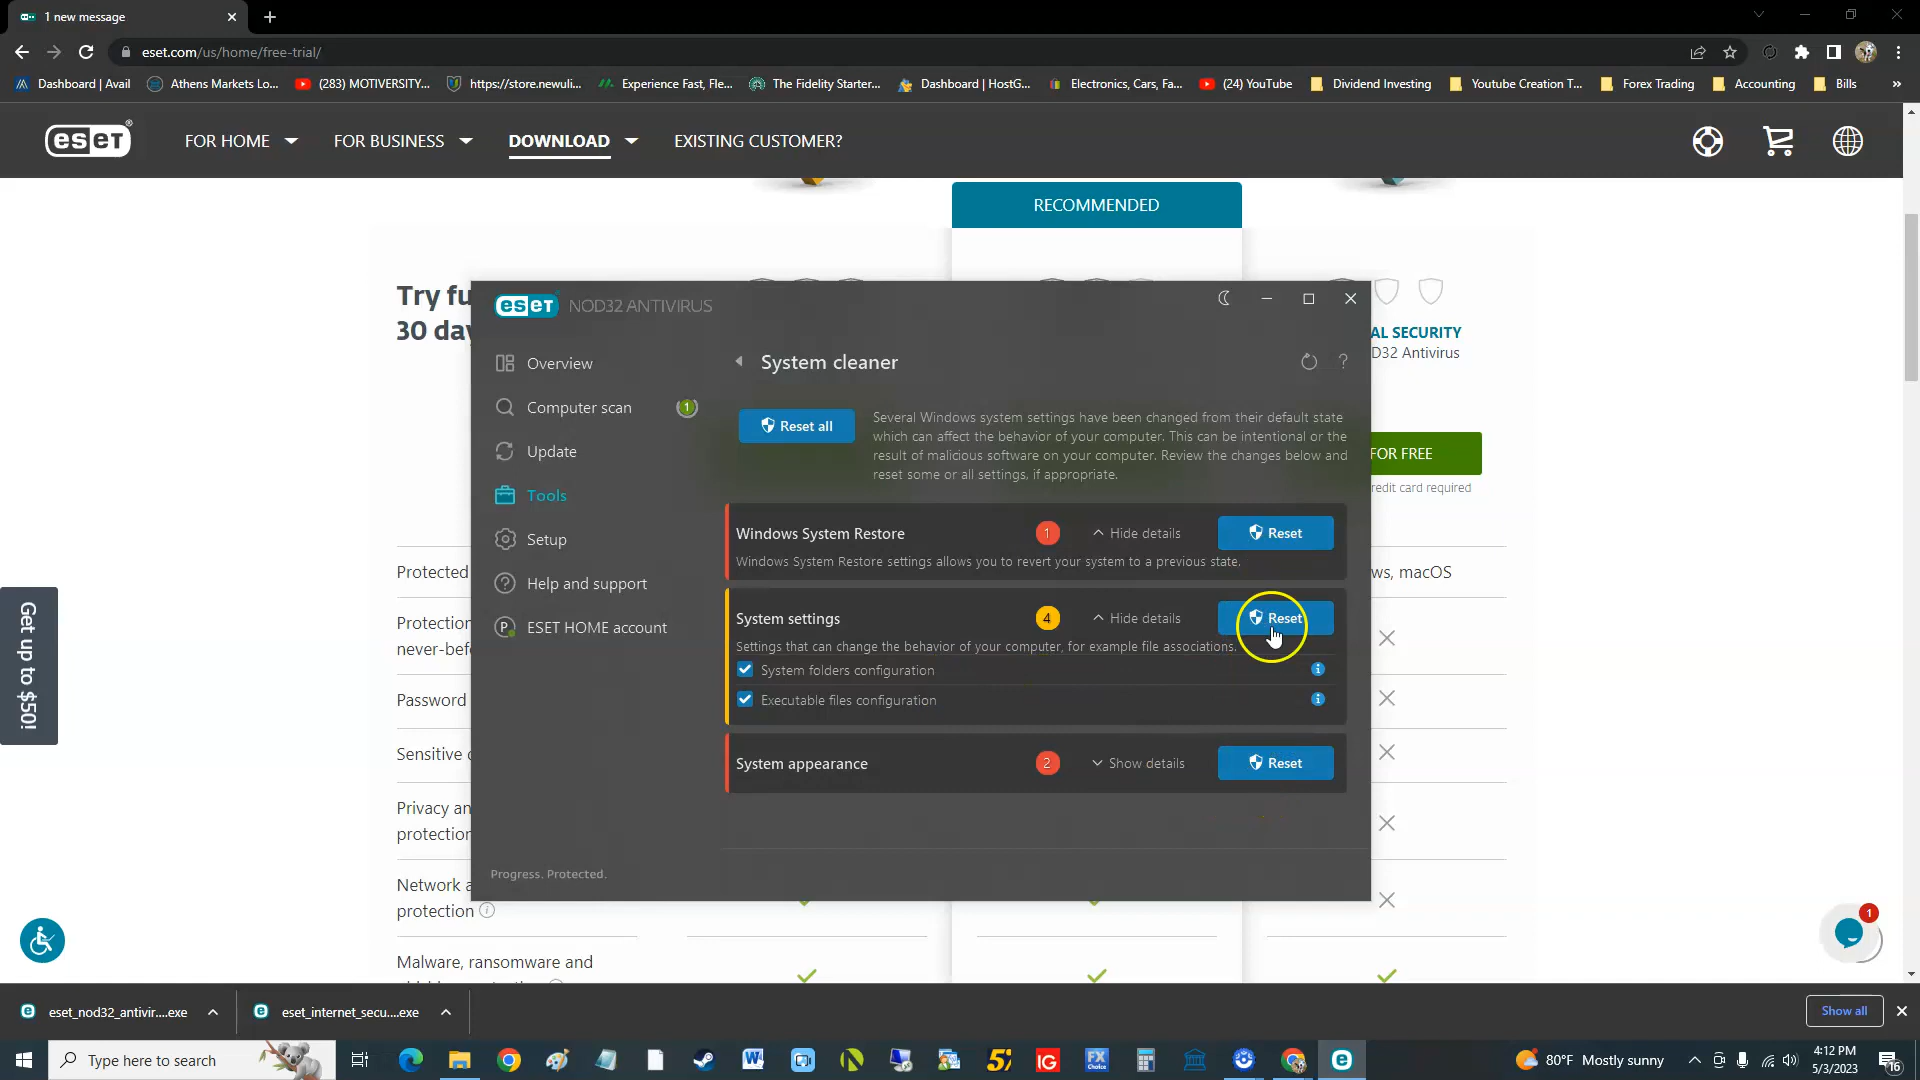 1 new message
eset.com/us/home/free-trial/
Dashboard | Avail
Athens Markets Lo...
(283) MOTIVERSITY...
https://store.newuli...
Experience Fast, Fle...
The Fidelity Starter...
Dashboard | HostG...
Electronics, Cars, Fa...
(24) YouTube
Dividend Investing
Youtube Creation T...
Forex Trading
Accounting
Bills
»
eseT
FOR HOME
FOR BUSINESS
DOWNLOAD
EXISTING CUSTOMER?
RECOMMENDED
Try fu
30 day
AL SECURITY
D32 Antivirus
FOR FREE
redit card required
eseT NOD32 ANTIVIRUS
Overview
Computer scan 1
Update
Tools
Setup
Help and support
P ESET HOME account
Progress. Protected.
System cleaner
?
Reset all
Several Windows system settings have been changed from their default state
which can affect the behavior of your computer. This can be intentional or the
result of malicious software on your computer. Review the changes below and
reset some or all settings, if appropriate.
Windows System Restore 1 Hide details Reset
Windows System Restore settings allows you to revert your system to a previous state.
System settings 4 Hide details Reset
Settings that can change the behavior of your computer, for example file associations.
System folders configuration
Executable files configuration
System appearance 2 Show details Reset
Protected
ws, macOS
Protection
never-bef
Password
Sensitive
Privacy an
protection
Network a
protection
Malware, ransomware and
Get up to $50!
1
eset_nod32_antivir....exe
eset_internet_secu....exe
Show all
Type here to search
80°F Mostly sunny
4:12 PM
5/3/2023
16